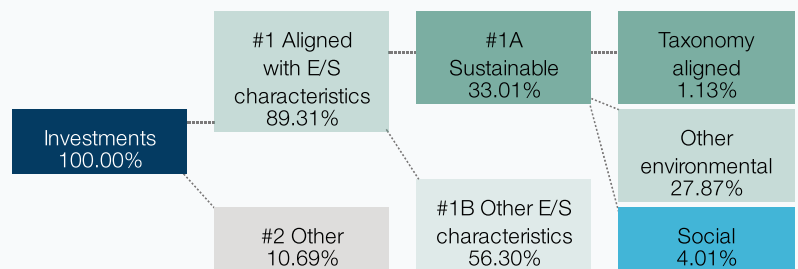 Investments
100.00%
#1 Aligned
with E/S
characteristics
89.31%
#2 Other
10.69%
#1A
Sustainable
33.01%
#1B Other E/S
characteristics
56.30%
Taxonomy
aligned
1.13%
Other
environmental
27.87%
Social
4.01%